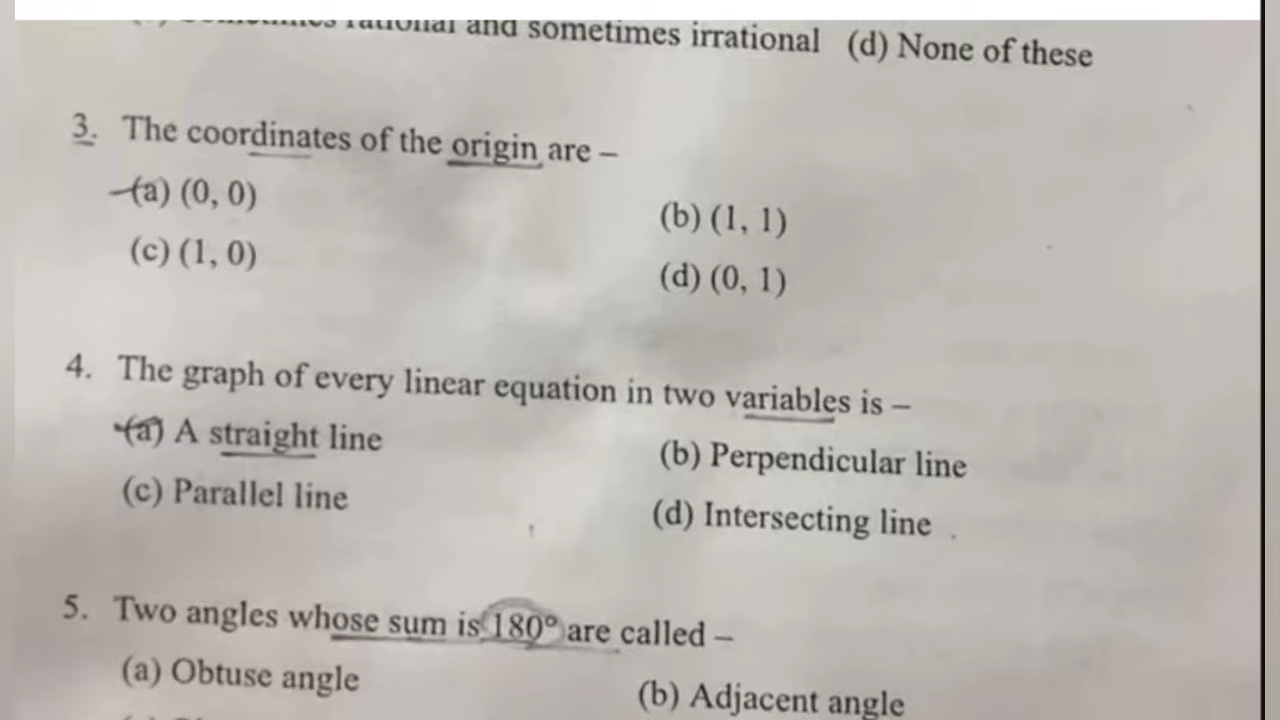 rational and sometimes irrational (d) None of these
3. The coordinates of the origin are –
(a) (0, 0) (b) (1, 1)
(c) (1, 0) (d) (0, 1)
4. The graph of every linear equation in two variables is –
(a) A straight line (b) Perpendicular line
(c) Parallel line (d) Intersecting line
5. Two angles whose sum is 180° are called –
(a) Obtuse angle (b) Adjacent angle